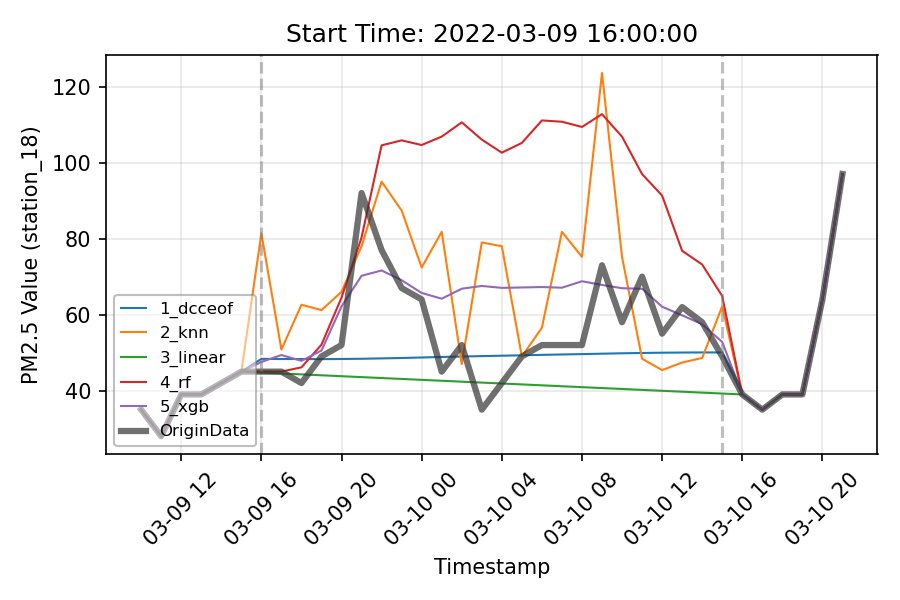 Start Time: 2022-03-09 16:00:00
PM2.5 Value (station_18)
120
100
80
60
40
1_dcceof
2_knn
3_linear
4_rf
5_xgb
OriginData
03-09 12
03-09 16
03-09 20
03-10 00
03-10 04
03-10 08
03-10 12
03-10 16
03-10 20
Timestamp